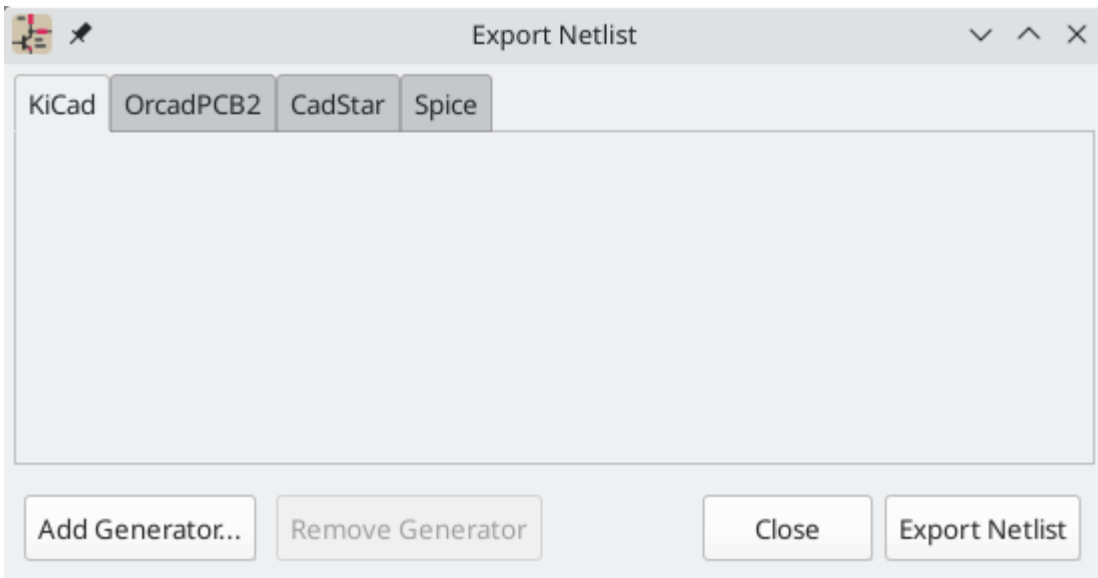 Export Netlist
KiCad OrcadPCB2 CadStar Spice
Add Generator... Remove Generator Close Export Netlist